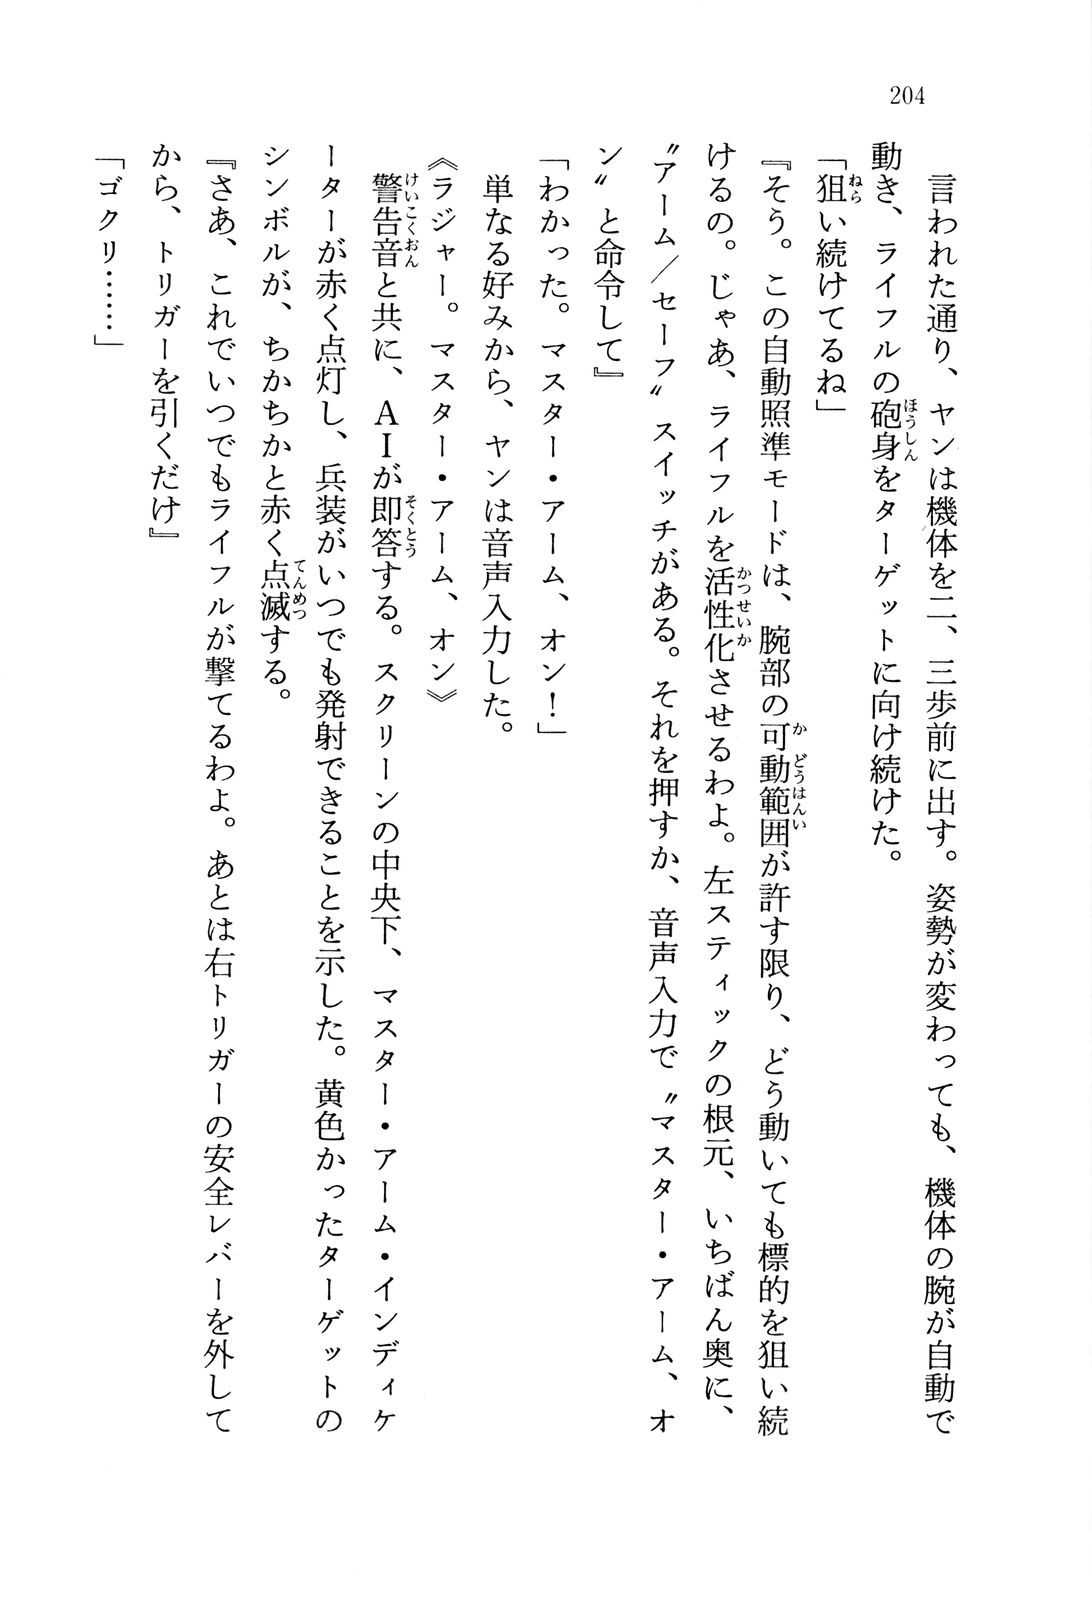 204
　言われた通り、ヤンは機体を二、三歩前に出す。姿勢が変わっても、機体の腕が自動で
動き、ライフルの砲身をターゲットに向け続けた。
「狙い続けてるね」
『そう。この自動照準モードは、腕部の可動範囲が許す限り、どう動いても標的を狙い続
けるの。じゃあ、ライフルを活性化させるわよ。左スティックの根元、いちばん奥に、
〝アーム／セーフ〟スイッチがある。それを押すか、音声入力で〝マスター・アーム、オ
ン〟と命令して』
「わかった。マスター・アーム、オン！」
　単なる好みから、ヤンは音声入力した。
《ラジャー。マスター・アーム、オン》
　警告音と共に、ＡＩが即答する。スクリーンの中央下、マスター・アーム・インディケ
ーターが赤く点灯し、兵装がいつでも発射できることを示した。黄色かったターゲットの
シンボルが、ちかちかと赤く点滅する。
『さあ、これでいつでもライフルが撃てるわよ。あとは右トリガーの安全レバーを外して
から、トリガーを引くだけ』
「ゴクリ……」